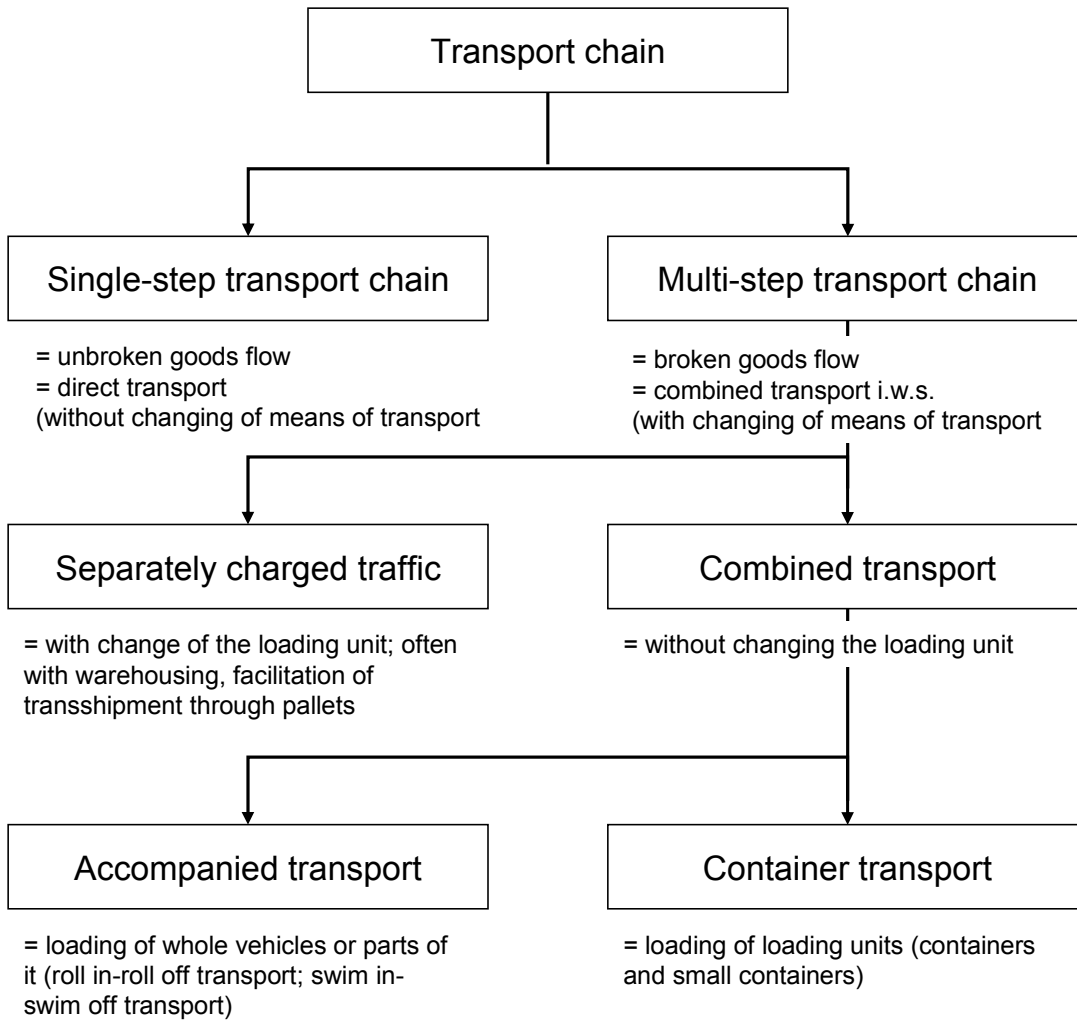 Transport chain
Single-step transport chain
Multi-step transport chain
= unbroken goods flow
= direct transport
(without changing of means of transport
= broken goods flow
= combined transport i.w.s.
(with changing of means of transport
Separately charged traffic
Combined transport
= with change of the loading unit; often
with warehousing, facilitation of
transshipment through pallets
= without changing the loading unit
Accompanied transport
Container transport
= loading of whole vehicles or parts of
it (roll in-roll off transport; swim in-
swim off transport)
= loading of loading units (containers
and small containers)